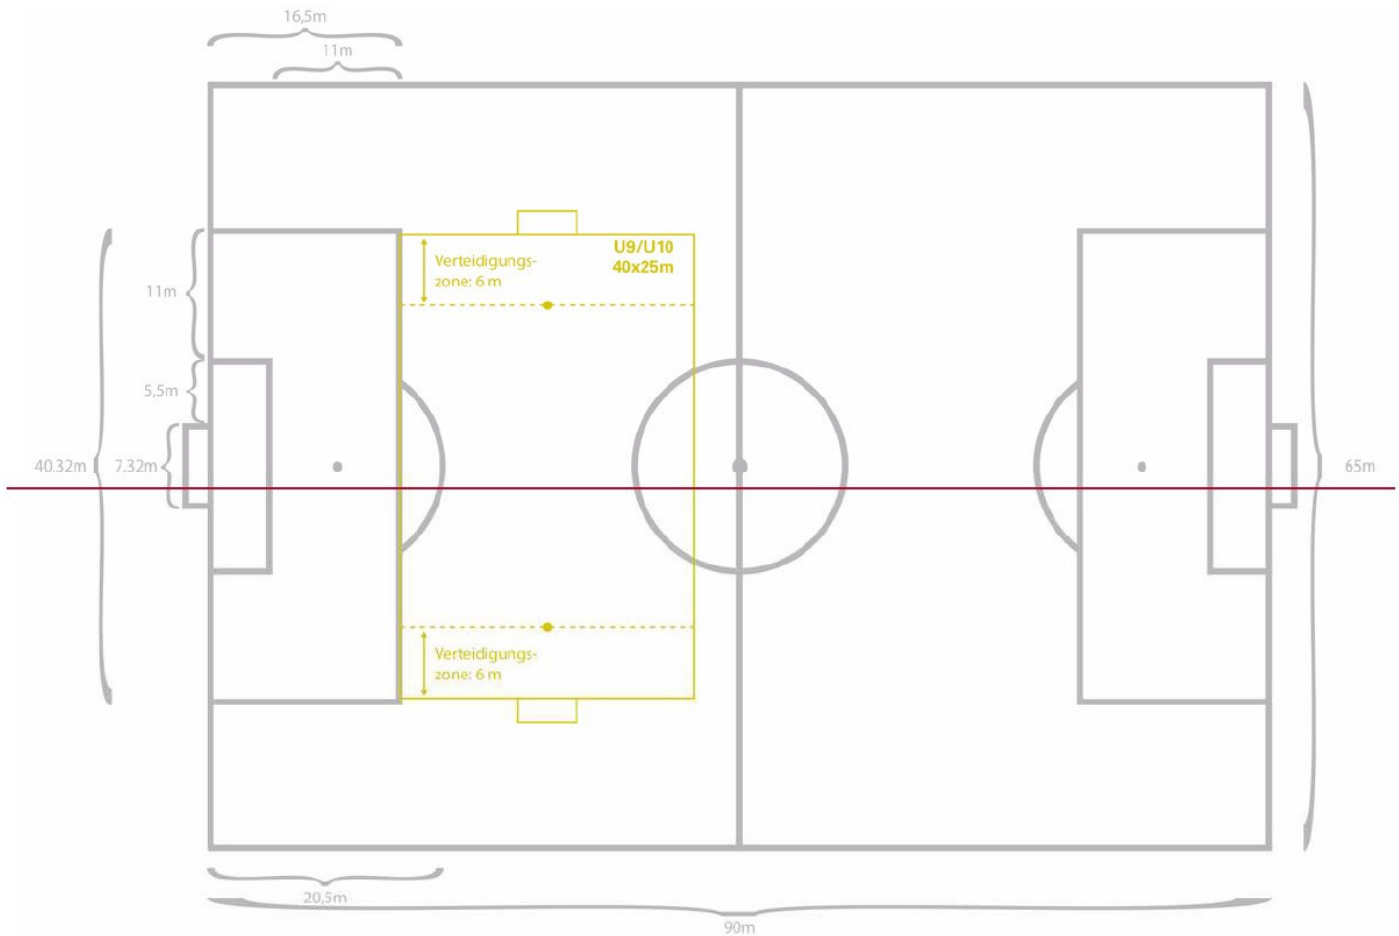 16,5m
11m
U9/U10
40x25m
Verteidigungs-
zone: 6 m
11m
5,5m
40.32m
7.32m
65m
Verteidigungs-
zone: 6 m
20,5m
90m